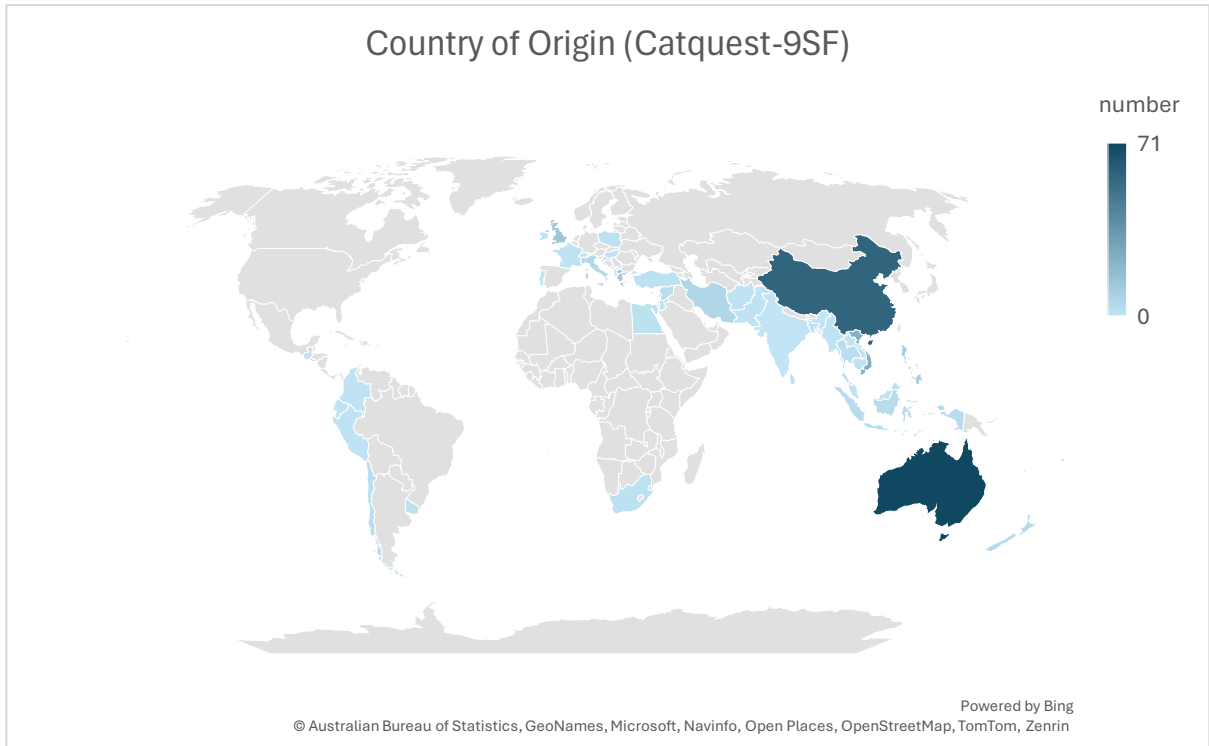 Country of Origin (Catquest-9SF)
number
71
0
Powered by Bing
© Australian Bureau of Statistics, GeoNames, Microsoft, Navinfo, Open Places, OpenStreetMap, TomTom, Zenrin